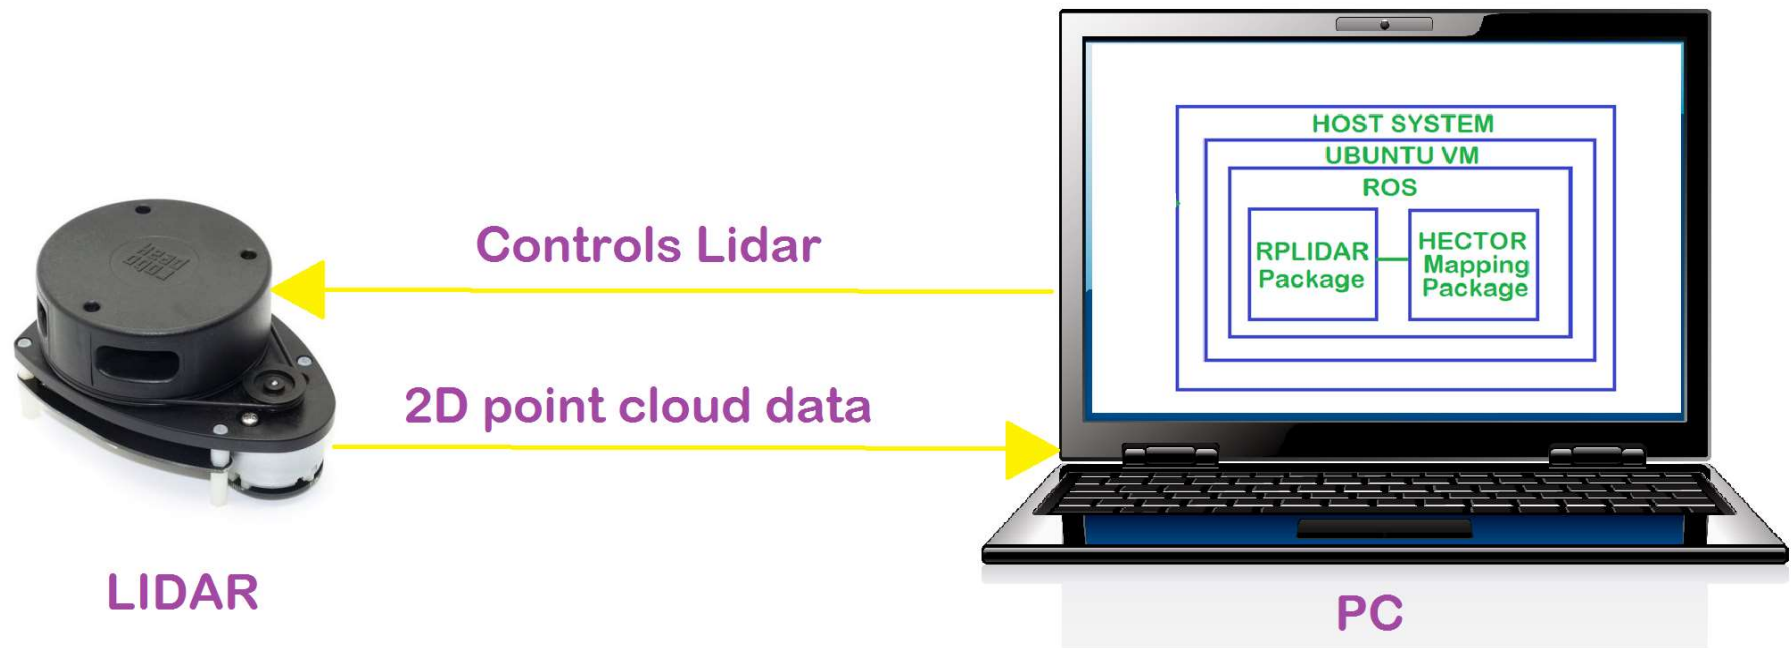 Controls Lidar
2D point cloud data
LIDAR
HOST SYSTEM
UBUNTU VM
ROS
RPLIDAR
Package
HECTOR
Mapping
Package
PC